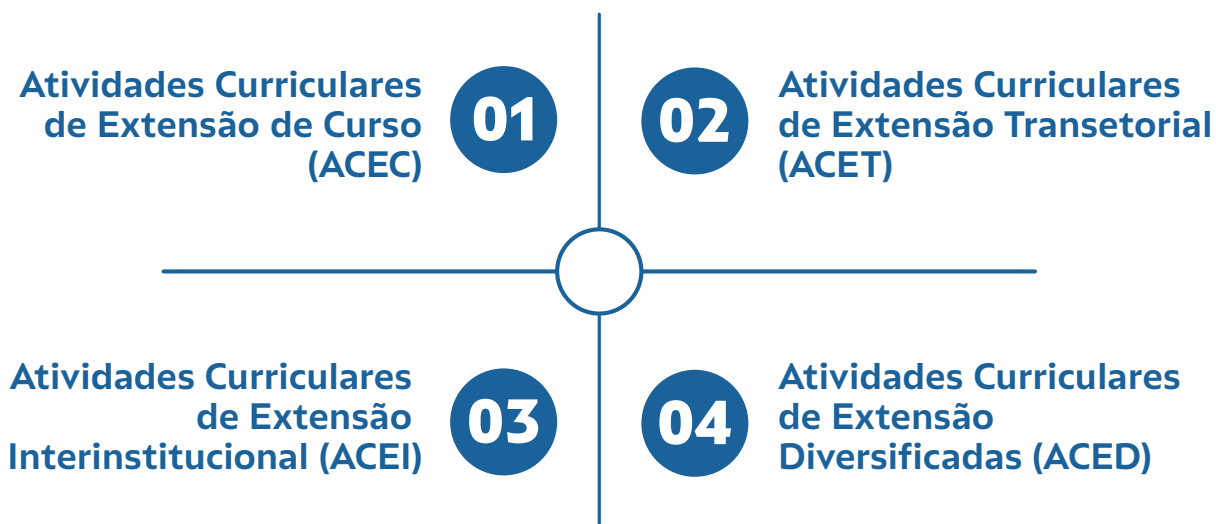 Atividades Curriculares
de Extensão de Curso
(ACEC)
01
02
Atividades Curriculares
de Extensão Transetorial
(ACET)
Atividades Curriculares
de Extensão
Interinstitucional (ACEI)
03
04
Atividades Curriculares
de Extensão
Diversificadas (ACED)